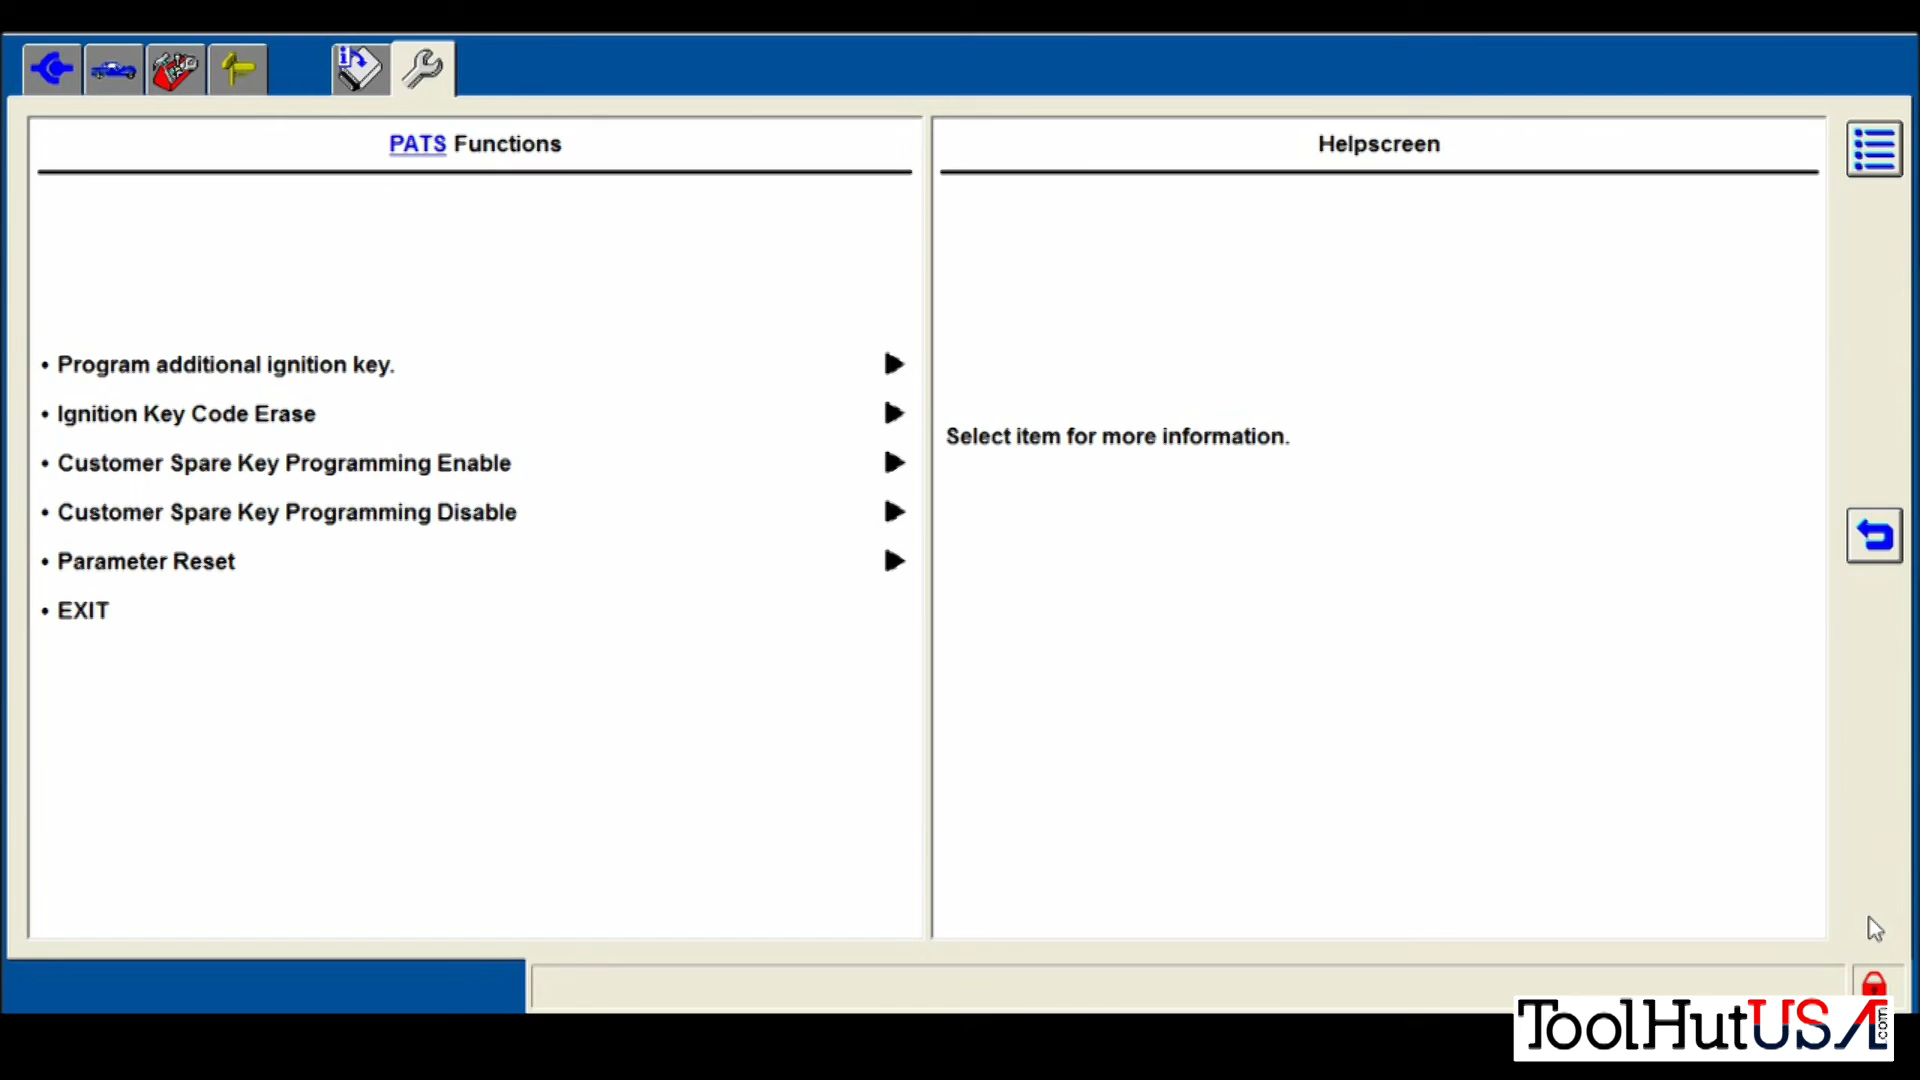 PATS Functions
• Program additional ignition key.
• Ignition Key Code Erase
• Customer Spare Key Programming Enable
• Customer Spare Key Programming Disable
• Parameter Reset
• EXIT
Helpscreen
Select item for more information.
ToolHutUSA.com